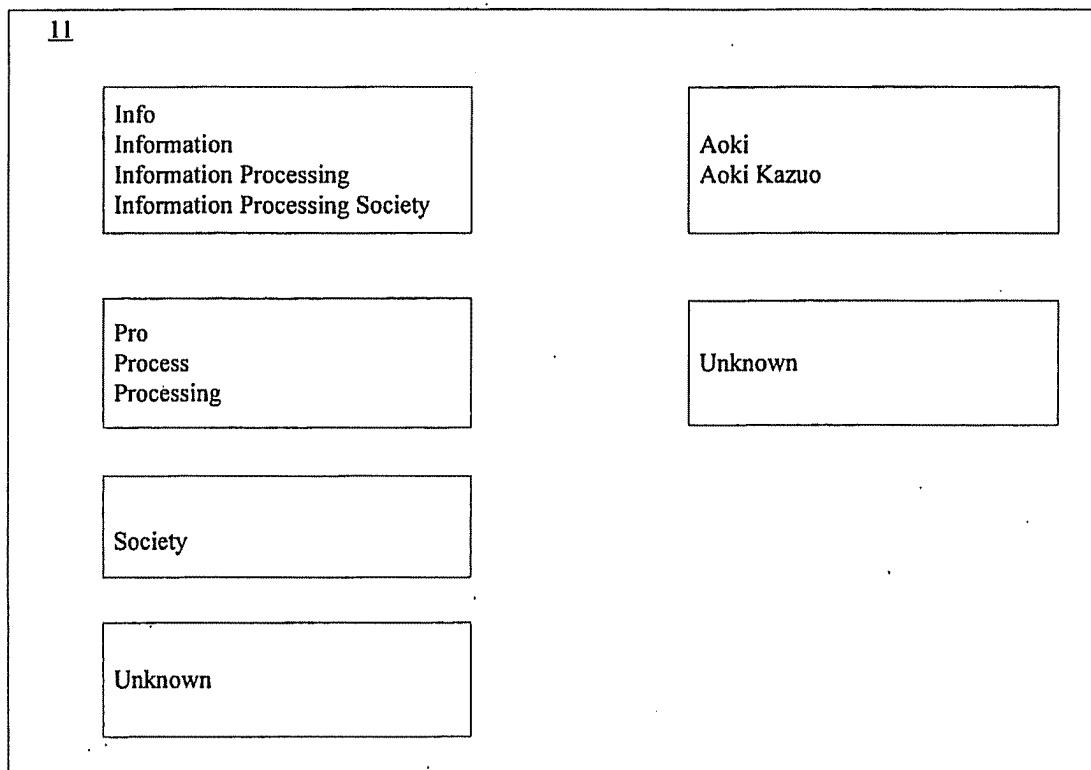 11
Info
Information
Information Processing
Information Processing Society
Pro
Process
Processing
Society
Unknown
Aoki
Aoki Kazuo
Unknown